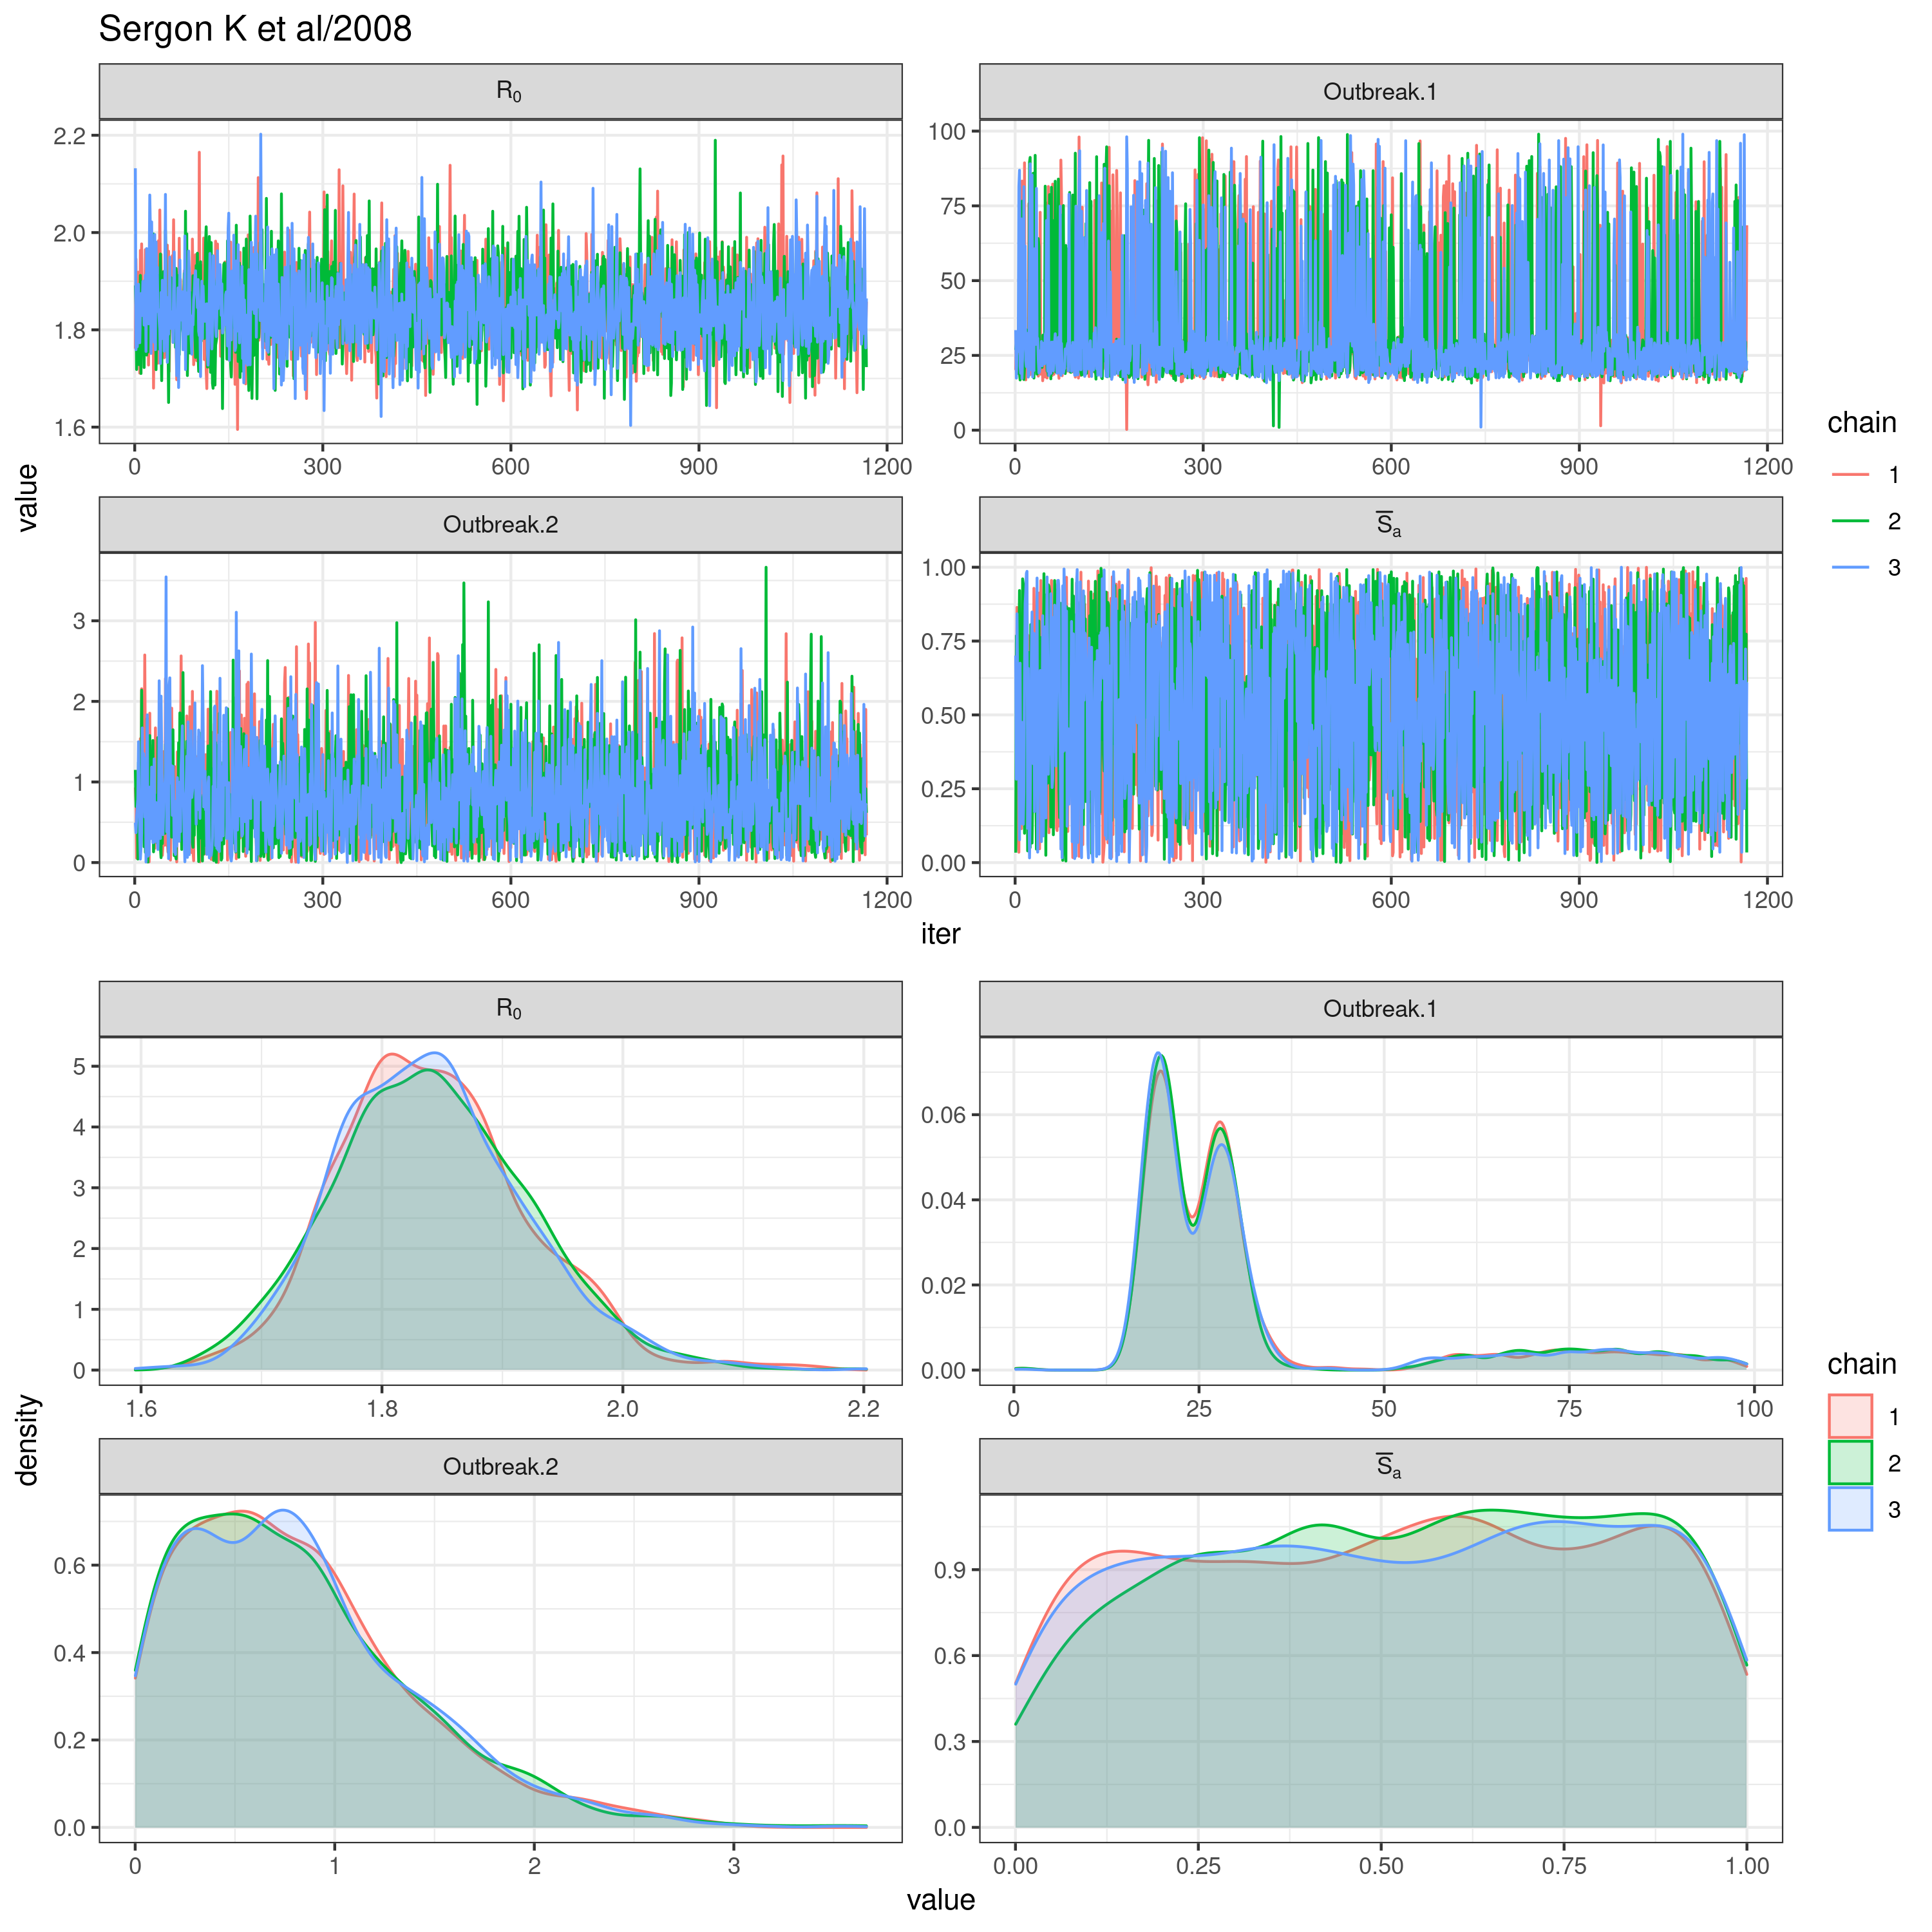 Sergon K et al/2008
R₀
Outbreak.1
2.2
2.0
1.8
1.6
100
75
50
25
0
0 300 600 900 1200
0 300 600 900 1200
value
Outbreak.2
S̅ₐ
3
2
1
0
1.00
0.75
0.50
0.25
0.00
0 300 600 900 1200
0 300 600 900 1200
iter
chain
1
2
3
R₀
Outbreak.1
5
4
3
2
1
0
0.06
0.04
0.02
0.00
1.6 1.8 2.0 2.2
0 25 50 75 100
density
Outbreak.2
S̅ₐ
0.6
0.4
0.2
0.0
0.9
0.6
0.3
0.0
0 1 2 3
0.00 0.25 0.50 0.75 1.00
value
chain
1
2
3